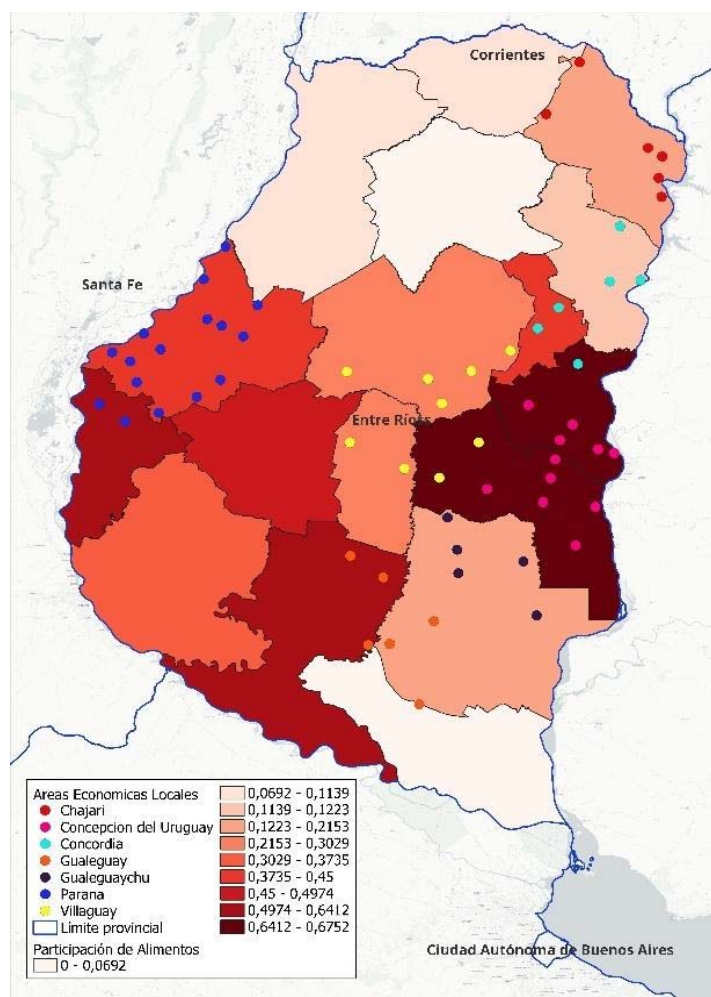 Corrientes
Santa Fe
Entre Ríos
Areas Economicas Locales
Chajari
Concepcion del Uruguay
Concordia
Gualeguay
Gualeguaychu
Parana
Villaguay
Limite provincial
Participación de Alimentos
0 - 0,0692
0,0692 - 0,1139
0,1139 - 0,1223
0,1223 - 0,2153
0,2153 - 0,3029
0,3029 - 0,3735
0,3735 - 0,45
0,45 - 0,4974
0,4974 - 0,6412
0,6412 - 0,6752
Ciudad Autónoma de Buenos Aires